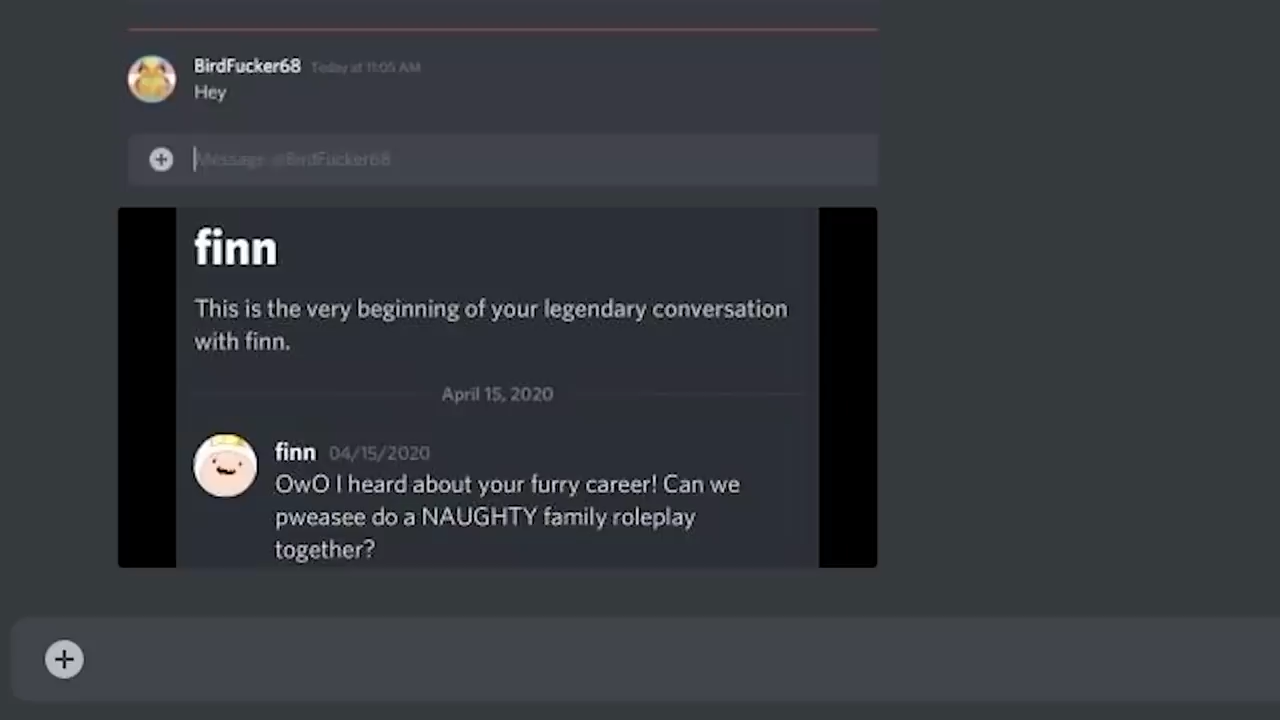 BirdFucker68 Today at 11:05 AM
Hey
Message @BirdFucker68
finn
This is the very beginning of your legendary conversation
with finn.
April 15, 2020
finn 04/15/2020
OwO I heard about your furry career! Can we
pweasee do a NAUGHTY family roleplay
together?